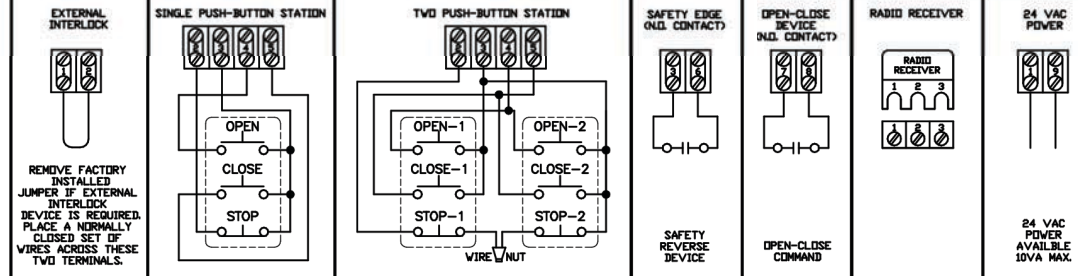 EXTERNAL
INTERLOCK
1 2
REMOVE FACTORY
INSTALLED
JUMPER IF EXTERNAL
INTERLOCK
DEVICE IS REQUIRED.
PLACE A NORMALLY
CLOSED SET OF
WIRES ACROSS THESE
TWO TERMINALS.
SINGLE PUSH-BUTTON STATION
2 3 4 5
OPEN
CLOSE
STOP
TWO PUSH-BUTTON STATION
2 3 4 5
OPEN-1 OPEN-2
CLOSE-1 CLOSE-2
STOP-1 STOP-2
WIRE NUT
SAFETY EDGE
(N.O. CONTACT)
3 6
SAFETY
REVERSE
DEVICE
OPEN-CLOSE
DEVICE
(N.O. CONTACT)
7 8
OPEN-CLOSE
COMMAND
RADIO RECEIVER
RADIO
RECEIVER
1 2 3
1 2 3
24 VAC
POWER
1 9
24 VAC
POWER
AVAILBLE
10VA MAX.